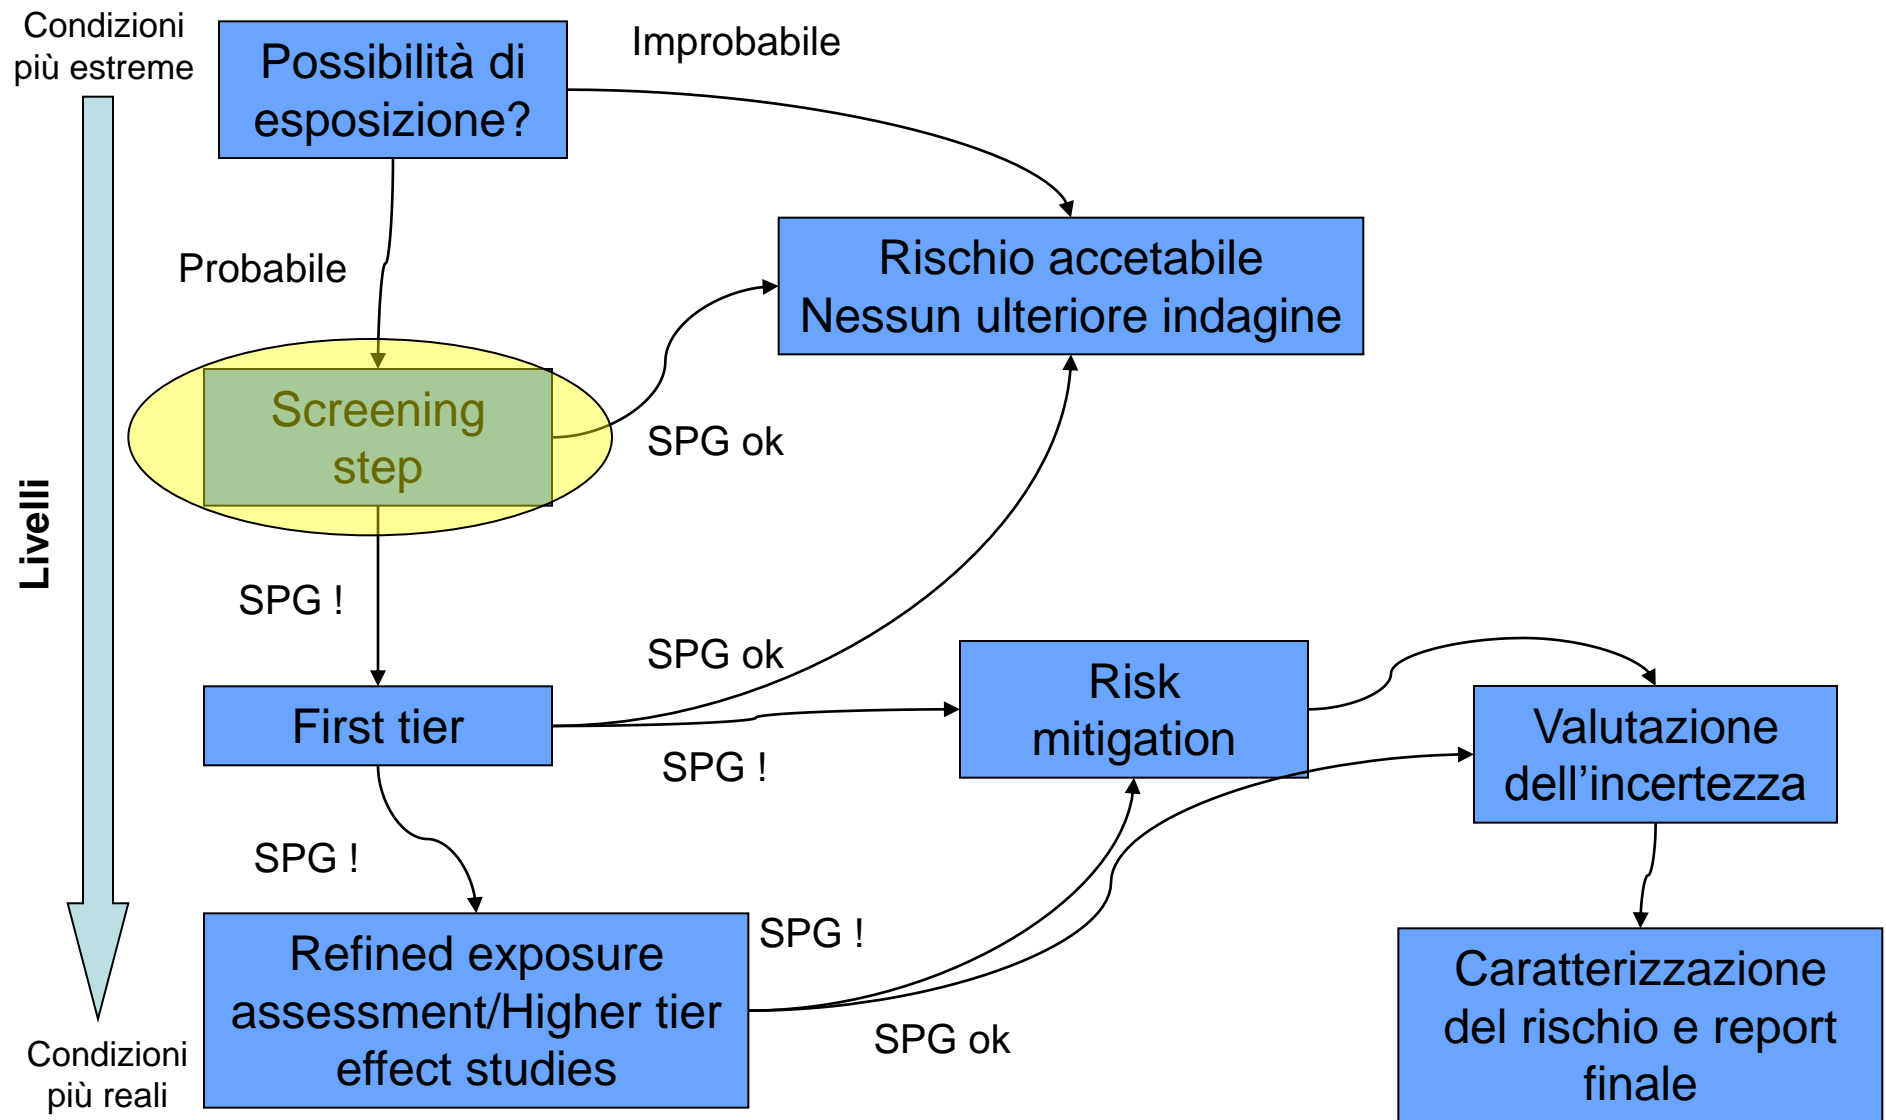 Condizioni
più estreme
Possibilità di
esposizione?
Improbabile
Probabile
Rischio accetabile
Nessun ulteriore indagine
Screening
step
SPG ok
Livelli
SPG !
SPG ok
First tier
SPG !
Risk
mitigation
Valutazione
dell’incertezza
SPG !
Refined exposure
assessment/Higher tier
effect studies
SPG !
SPG ok
Caratterizzazione
del rischio e report
finale
Condizioni
più reali